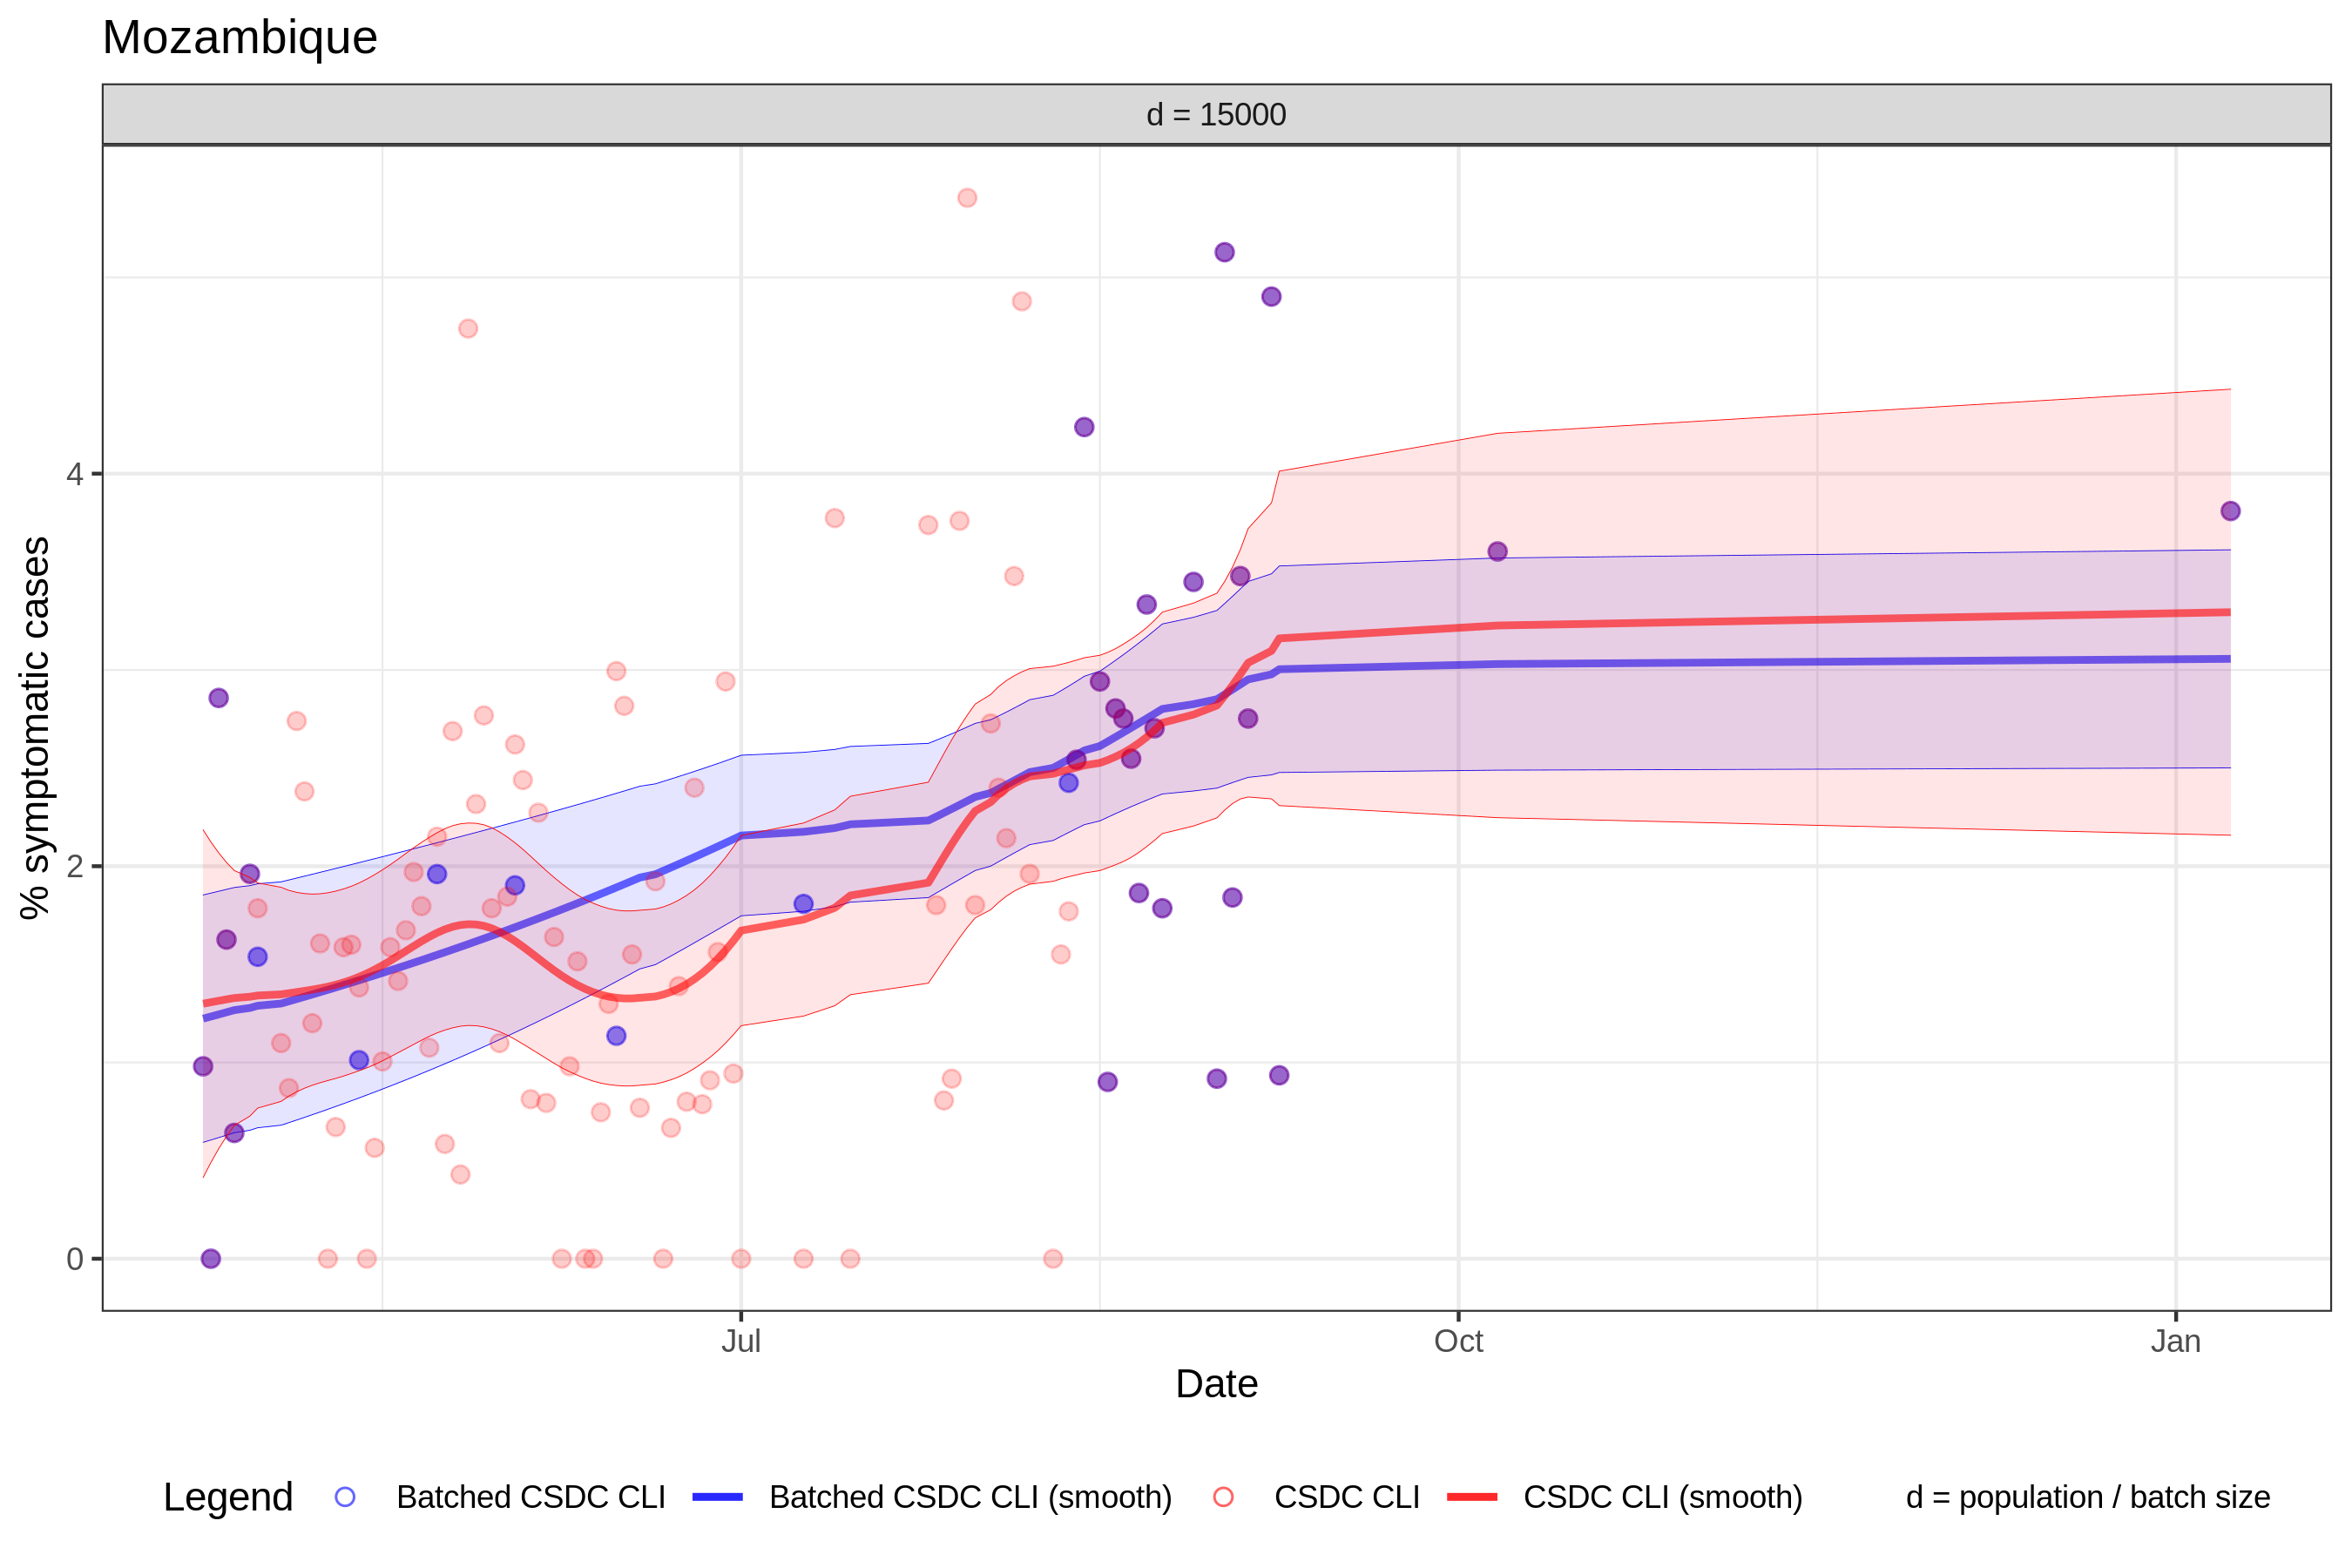 Mozambique
d = 15000
% symptomatic cases
4
2
0
Jul
Oct
Jan
Date
Legend
Batched CSDC CLI
Batched CSDC CLI (smooth)
CSDC CLI
CSDC CLI (smooth)
d = population / batch size